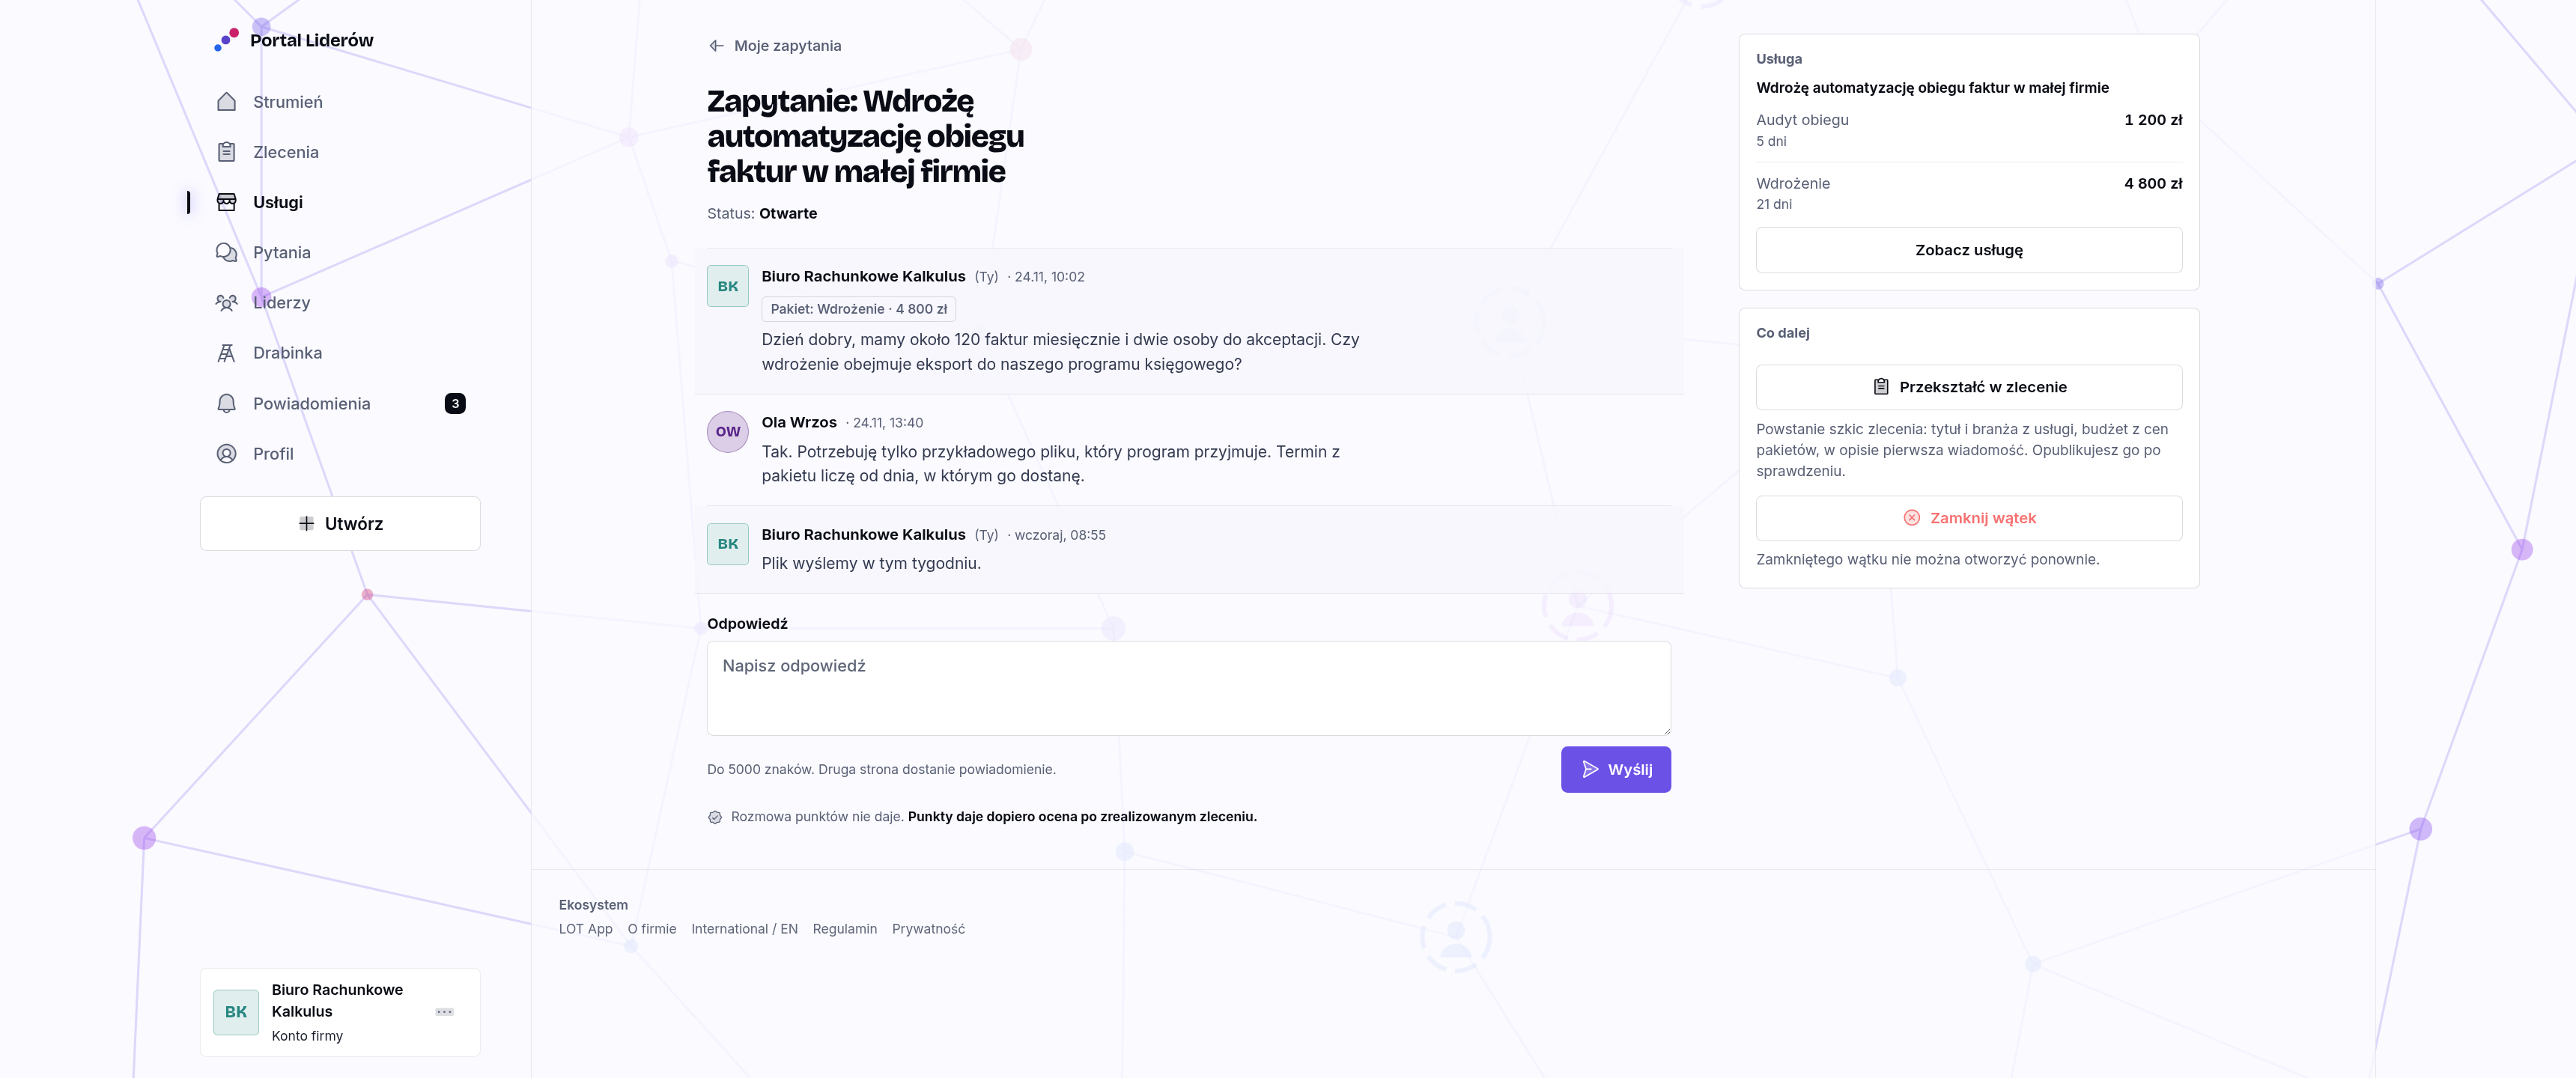 Portal Liderów
Strumień
Zlecenia
Usługi
Pytania
Liderzy
Drabinka
Powiadomienia 3
Profil
Utwórz
BK
Biuro Rachunkowe
Kalkulus
Konto firmy
Moje zapytania
Zapytanie: Wdrożę
automatyzację obiegu
faktur w małej firmie
Status: Otwarte
BK
Biuro Rachunkowe Kalkulus (Ty) · 24.11, 10:02
Pakiet: Wdrożenie · 4 800 zł
Dzień dobry, mamy około 120 faktur miesięcznie i dwie osoby do akceptacji. Czy
wdrożenie obejmuje eksport do naszego programu księgowego?
OW
Ola Wrzos · 24.11, 13:40
Tak. Potrzebuję tylko przykładowego pliku, który program przyjmuje. Termin z
pakietu liczę od dnia, w którym go dostanę.
BK
Biuro Rachunkowe Kalkulus (Ty) · wczoraj, 08:55
Plik wyślemy w tym tygodniu.
Odpowiedź
Napisz odpowiedź
Do 5000 znaków. Druga strona dostanie powiadomienie.
Wyślij
Rozmowa punktów nie daje. Punkty daje dopiero ocena po zrealizowanym zleceniu.
Usługa
Wdrożę automatyzację obiegu faktur w małej firmie
Audyt obiegu 1 200 zł
5 dni
Wdrożenie 4 800 zł
21 dni
Zobacz usługę
Co dalej
Przekształć w zlecenie
Powstanie szkic zlecenia: tytuł i branża z usługi, budżet z cen
pakietów, w opisie pierwsza wiadomość. Opublikujesz go po
sprawdzeniu.
Zamknij wątek
Zamkniętego wątku nie można otworzyć ponownie.
Ekosystem
LOT App O firmie International / EN Regulamin Prywatność